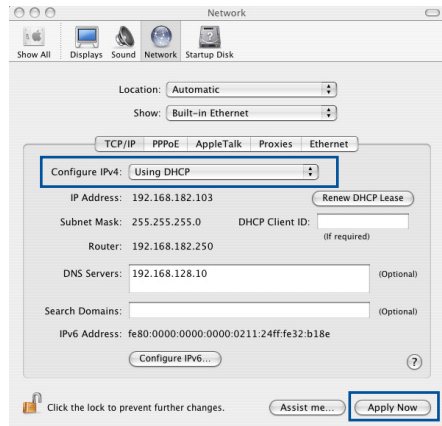 Network
Show All Displays Sound Network Startup Disk
Location: Automatic
Show: Built-in Ethernet
TCP/IP PPPoE AppleTalk Proxies Ethernet
Configure IPv4: Using DHCP
IP Address: 192.168.182.103 Renew DHCP Lease
Subnet Mask: 255.255.255.0 DHCP Client ID:
(If required)
Router: 192.168.182.250
DNS Servers: 192.168.128.10 (Optional)
Search Domains: (Optional)
IPv6 Address: fe80:0000:0000:0000:0211:24ff:fe32:b18e
Configure IPv6... ?
Click the lock to prevent further changes. Assist me... Apply Now